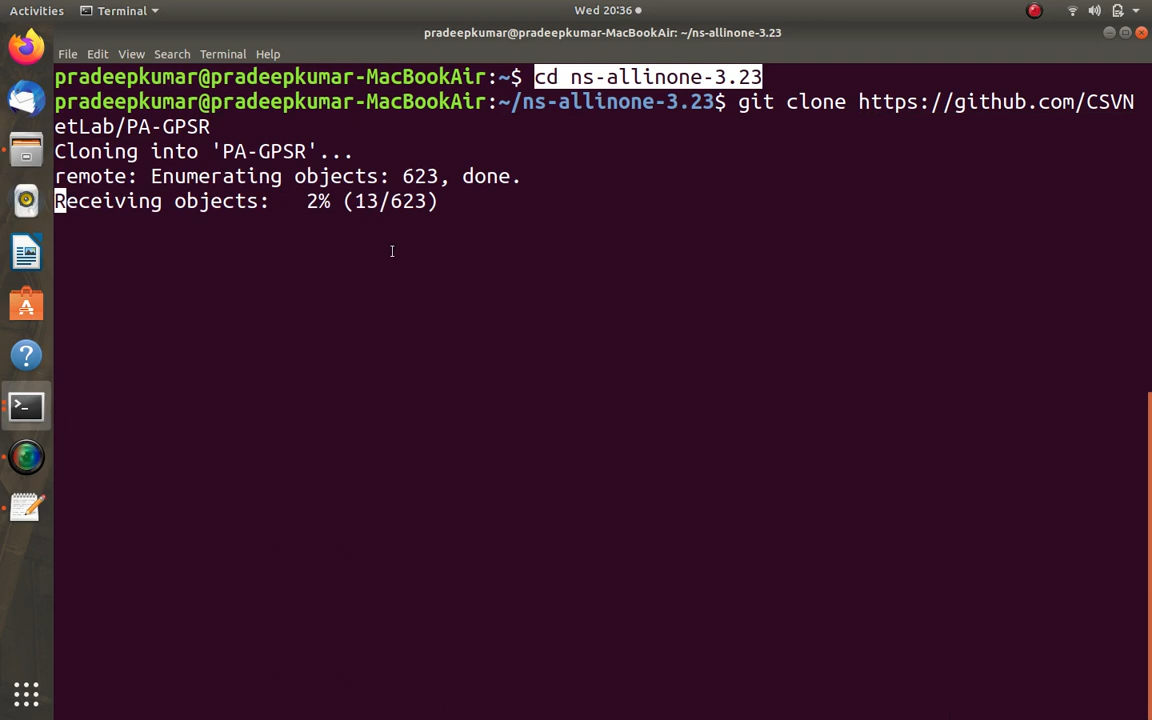 Activities Terminal Wed 20:36
pradeepkumar@pradeepkumar-MacBookAir: ~/ns-allinone-3.23
File Edit View Search Terminal Help
pradeepkumar@pradeepkumar-MacBookAir:~$ cd ns-allinone-3.23
pradeepkumar@pradeepkumar-MacBookAir:~/ns-allinone-3.23$ git clone https://github.com/CSVN
etLab/PA-GPSR
Cloning into 'PA-GPSR'...
remote: Enumerating objects: 623, done.
Receiving objects:   2% (13/623)